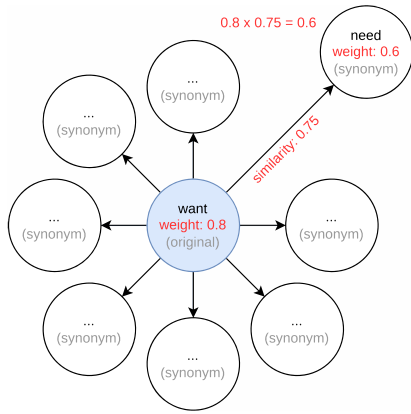 0.8 x 0.75 = 0.6
need
weight: 0.6
(synonym)
...
(synonym)
...
(synonym)
similarity: 0.75
want
weight: 0.8
(original)
...
(synonym)
...
(synonym)
...
(synonym)
...
(synonym)
...
(synonym)